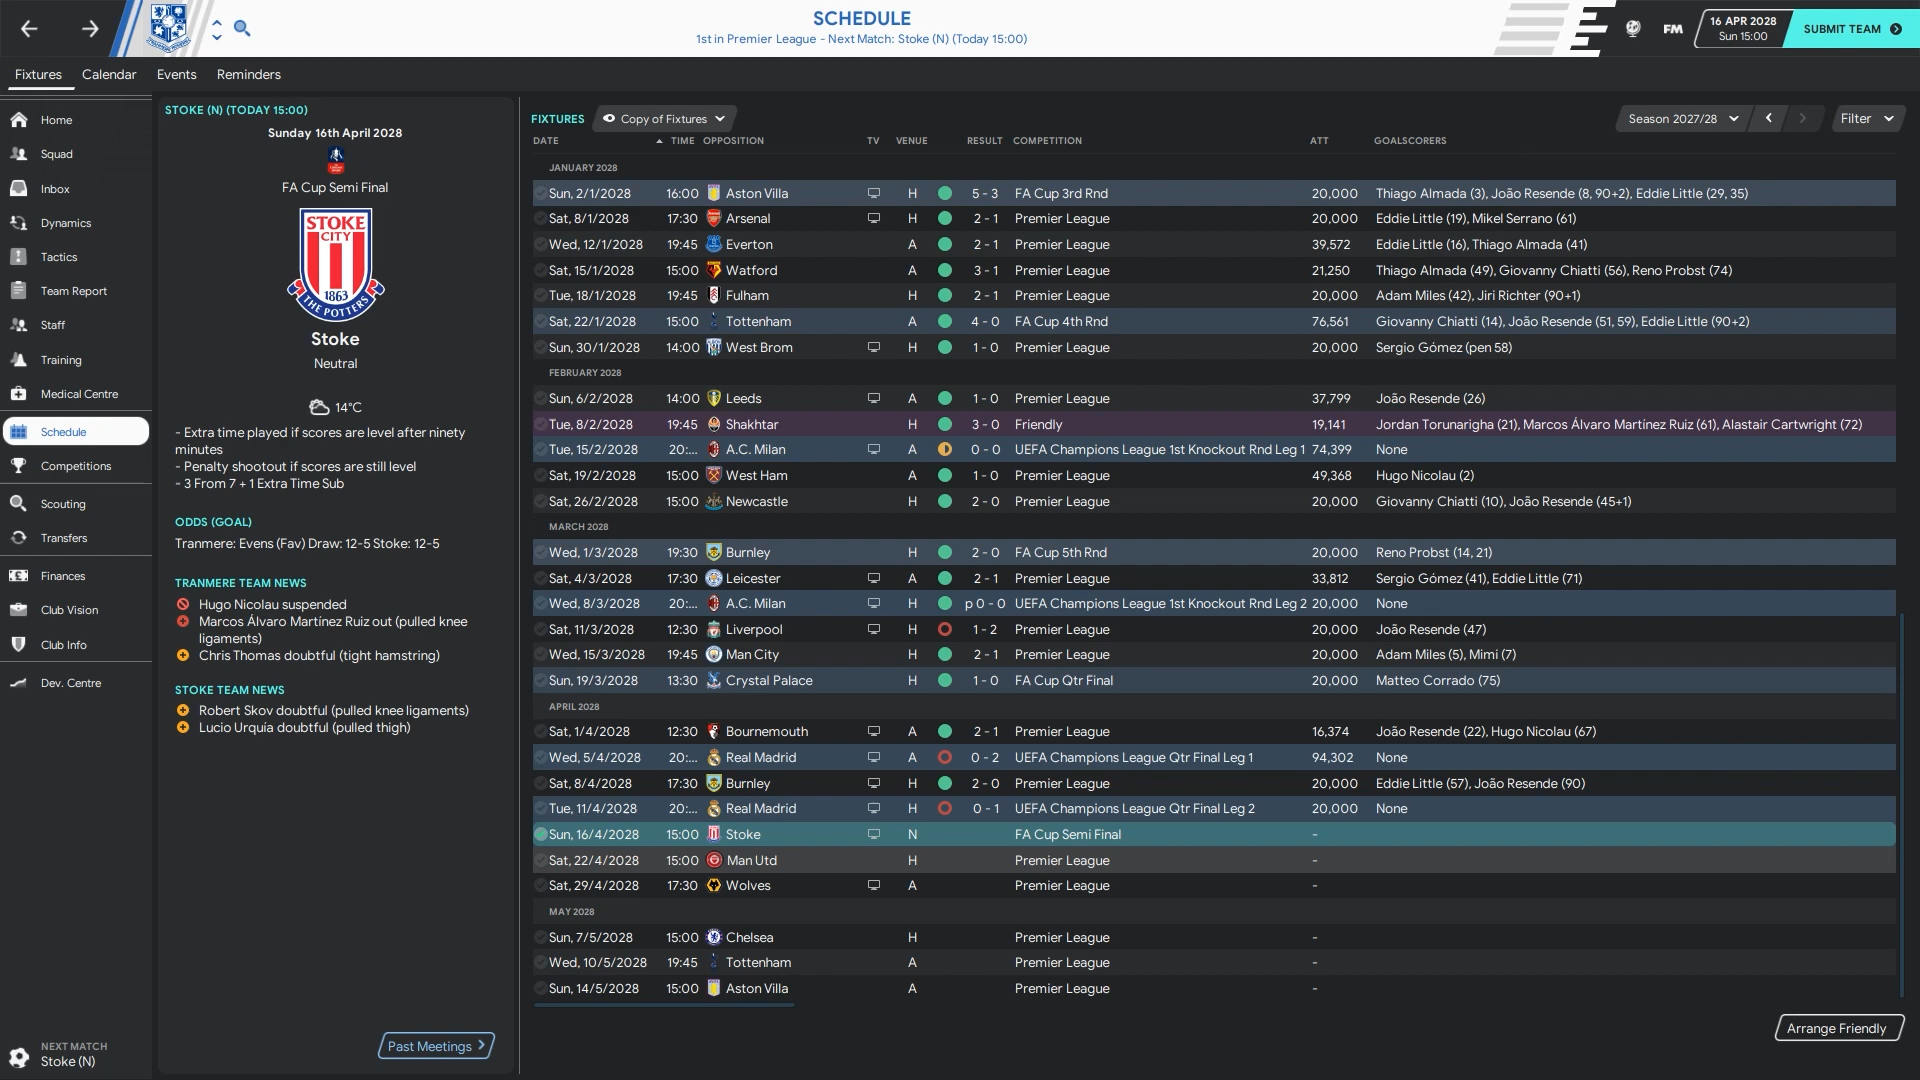 SCHEDULE
1st in Premier League - Next Match: Stoke (N) (Today 15:00)
FM
16 APR 2028
Sun 15:00
SUBMIT TEAM
Fixtures Calendar Events Reminders
Home
Squad
Inbox
Dynamics
Tactics
Team Report
Staff
Training
Medical Centre
Schedule
Competitions
Scouting
Transfers
Finances
Club Vision
Club Info
Dev. Centre
NEXT MATCH
Stoke (N)
STOKE (N) (TODAY 15:00)
Sunday 16th April 2028
FA Cup Semi Final
STOKE
CITY
1863
THE POTTERS
Stoke
Neutral
14°C
- Extra time played if scores are level after ninety
minutes
- Penalty shootout if scores are still level
- 3 From 7 + 1 Extra Time Sub
ODDS (GOAL)
Tranmere: Evens (Fav) Draw: 12-5 Stoke: 12-5
TRANMERE TEAM NEWS
Hugo Nicolau suspended
Marcos Álvaro Martínez Ruiz out (pulled knee
ligaments)
Chris Thomas doubtful (tight hamstring)
STOKE TEAM NEWS
Robert Skov doubtful (pulled knee ligaments)
Lucio Urquía doubtful (pulled thigh)
Past Meetings
FIXTURES Copy of Fixtures Season 2027/28 Filter
DATE TIME OPPOSITION TV VENUE RESULT COMPETITION ATT GOALSCORERS
JANUARY 2028
Sun, 2/1/2028 16:00 Aston Villa H 5 - 3 FA Cup 3rd Rnd 20,000 Thiago Almada (3), João Resende (8, 90+2), Eddie Little (29, 35)
Sat, 8/1/2028 17:30 Arsenal H 2 - 1 Premier League 20,000 Eddie Little (19), Mikel Serrano (61)
Wed, 12/1/2028 19:45 Everton A 2 - 1 Premier League 39,572 Eddie Little (16), Thiago Almada (41)
Sat, 15/1/2028 15:00 Watford A 3 - 1 Premier League 21,250 Thiago Almada (49), Giovanny Chiatti (56), Reno Probst (74)
Tue, 18/1/2028 19:45 Fulham H 2 - 1 Premier League 20,000 Adam Miles (42), Jiri Richter (90+1)
Sat, 22/1/2028 15:00 Tottenham A 4 - 0 FA Cup 4th Rnd 76,561 Giovanny Chiatti (14), João Resende (51, 59), Eddie Little (90+2)
Sun, 30/1/2028 14:00 West Brom H 1 - 0 Premier League 20,000 Sergio Gómez (pen 58)
FEBRUARY 2028
Sun, 6/2/2028 14:00 Leeds A 1 - 0 Premier League 37,799 João Resende (26)
Tue, 8/2/2028 19:45 Shakhtar H 3 - 0 Friendly 19,141 Jordan Torunarigha (21), Marcos Álvaro Martínez Ruiz (61), Alastair Cartwright (72)
Tue, 15/2/2028 20:... A.C. Milan A 0 - 0 UEFA Champions League 1st Knockout Rnd Leg 1 74,399 None
Sat, 19/2/2028 15:00 West Ham A 1 - 0 Premier League 49,368 Hugo Nicolau (2)
Sat, 26/2/2028 15:00 Newcastle H 2 - 0 Premier League 20,000 Giovanny Chiatti (10), João Resende (45+1)
MARCH 2028
Wed, 1/3/2028 19:30 Burnley H 2 - 0 FA Cup 5th Rnd 20,000 Reno Probst (14, 21)
Sat, 4/3/2028 17:30 Leicester A 2 - 1 Premier League 33,812 Sergio Gómez (41), Eddie Little (71)
Wed, 8/3/2028 20:... A.C. Milan H p 0 - 0 UEFA Champions League 1st Knockout Rnd Leg 2 20,000 None
Sat, 11/3/2028 12:30 Liverpool H 1 - 2 Premier League 20,000 João Resende (47)
Wed, 15/3/2028 19:45 Man City H 2 - 1 Premier League 20,000 Adam Miles (5), Mimi (7)
Sun, 19/3/2028 13:30 Crystal Palace H 1 - 0 FA Cup Qtr Final 20,000 Matteo Corrado (75)
APRIL 2028
Sat, 1/4/2028 12:30 Bournemouth A 2 - 1 Premier League 16,374 João Resende (22), Hugo Nicolau (67)
Wed, 5/4/2028 20:... Real Madrid A 0 - 2 UEFA Champions League Qtr Final Leg 1 94,302 None
Sat, 8/4/2028 17:30 Burnley H 2 - 0 Premier League 20,000 Eddie Little (57), João Resende (90)
Tue, 11/4/2028 20:... Real Madrid H 0 - 1 UEFA Champions League Qtr Final Leg 2 20,000 None
Sun, 16/4/2028 15:00 Stoke N FA Cup Semi Final -
Sat, 22/4/2028 15:00 Man Utd H Premier League -
Sat, 29/4/2028 17:30 Wolves A Premier League -
MAY 2028
Sun, 7/5/2028 15:00 Chelsea H Premier League -
Wed, 10/5/2028 19:45 Tottenham A Premier League -
Sun, 14/5/2028 15:00 Aston Villa A Premier League -
Arrange Friendly